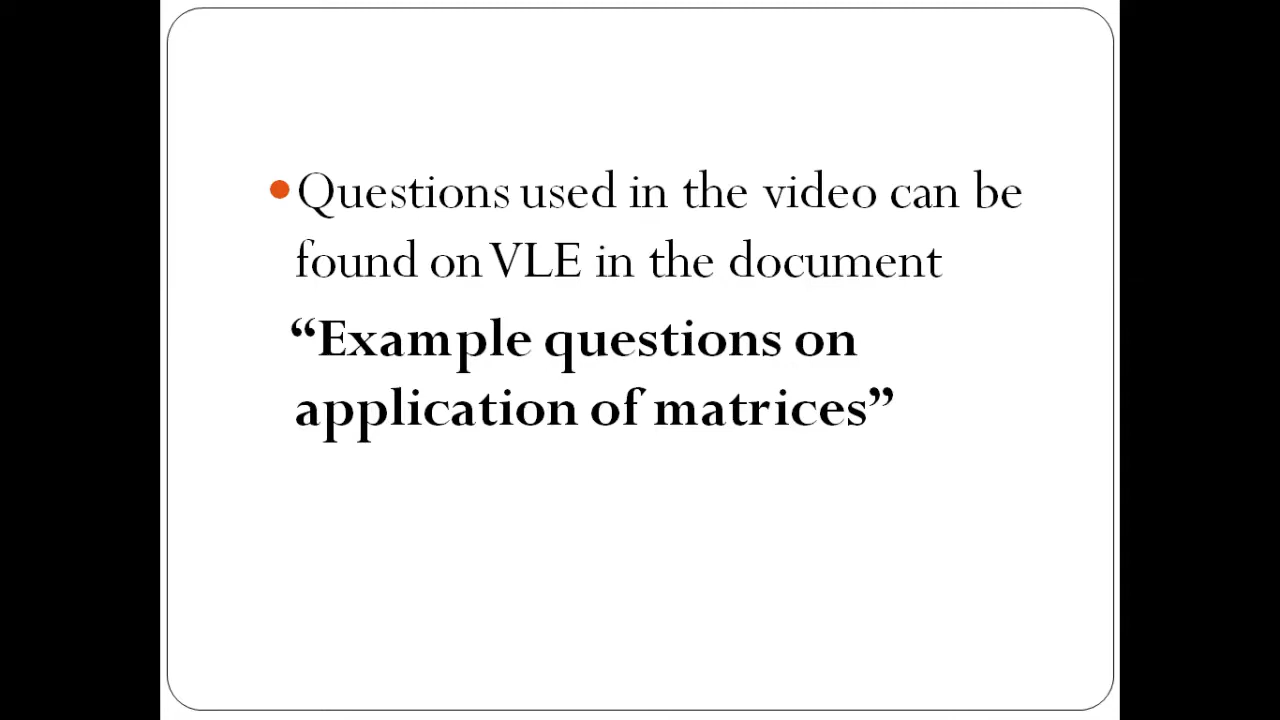 Questions used in the video can be
found on VLE in the document
“Example questions on
application of matrices”